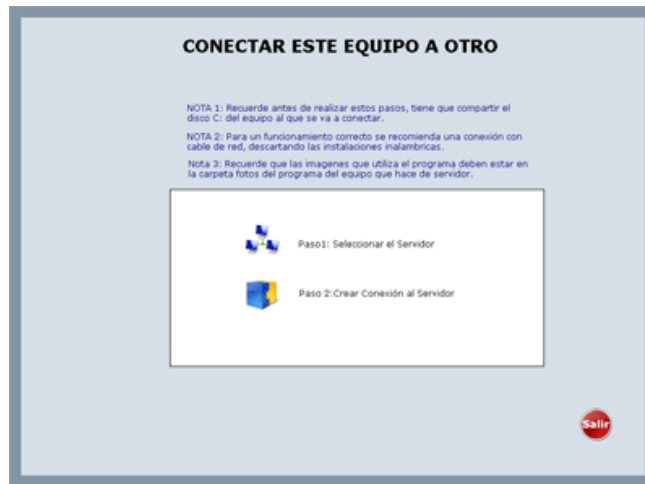 CONECTAR ESTE EQUIPO A OTRO
NOTA 1: Recuerde antes de realizar estos pasos, tiene que compartir el
disco C: del equipo al que se va a conectar.
NOTA 2: Para un funcionamiento correcto se recomienda una conexión con
cable de red, descartando las instalaciones inalambricas.
Nota 3: Recuerde que las imagenes que utiliza el programa deben estar en
la carpeta fotos del programa del equipo que hace de servidor.
Paso1: Seleccionar el Servidor
Paso 2:Crear Conexión al Servidor
Salir